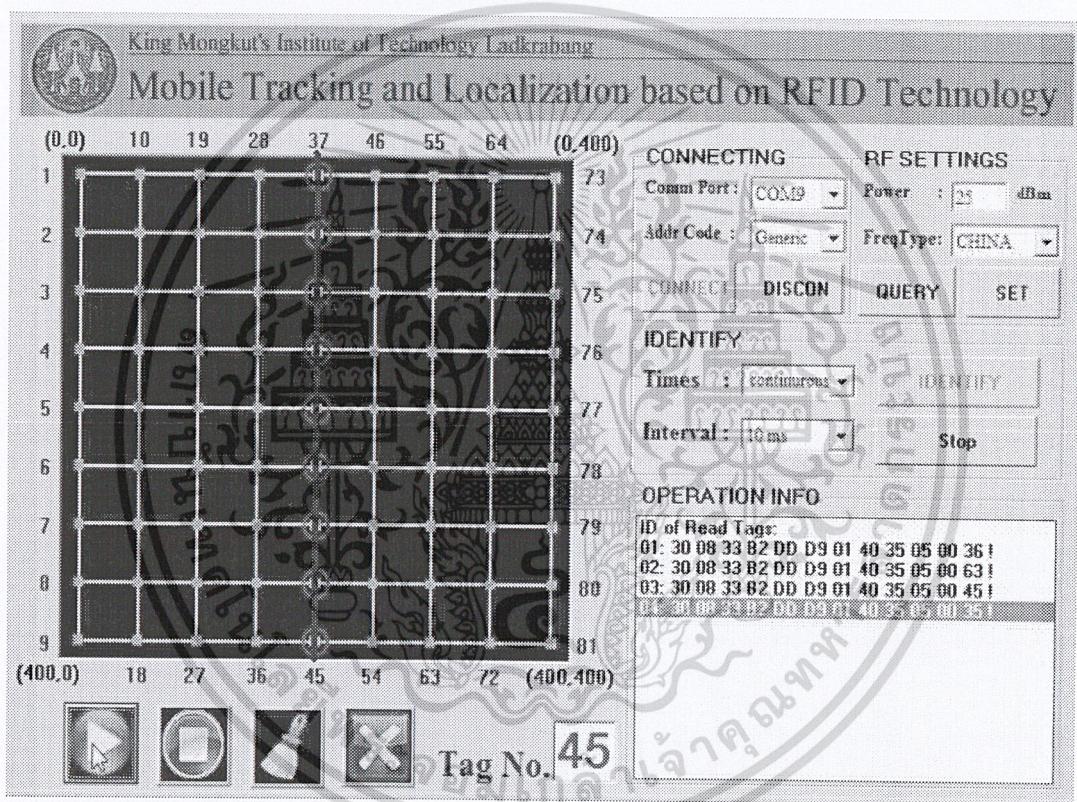 King Mongkut's Institute of Technology Ladkrabang
Mobile Tracking and Localization based on RFID Technology
(0,0) 10 19 28 37 46 55 64 (0,400)
1 73
2 74
3 75
4 76
5 77
6 78
7 79
8 80
9 81
(400,0) 18 27 36 45 54 63 72 (400,400)
Tag No. 45
CONNECTING
Comm Port : COM9
Addr Code : Generic
CONNECT DISCON
RF SETTINGS
Power : 25 dBm
FreqType: CHINA
QUERY SET
IDENTIFY
Times : continurous
IDENTIFY
Interval : 10 ms
Stop
OPERATION INFO
ID of Read Tags:
01: 30 08 33 B2 DD D9 01 40 35 05 00 36 !
02: 30 08 33 B2 DD D9 01 40 35 05 00 63 !
03: 30 08 33 B2 DD D9 01 40 35 05 00 45 !
04: 30 08 33 B2 DD D9 01 40 35 05 00 35 !